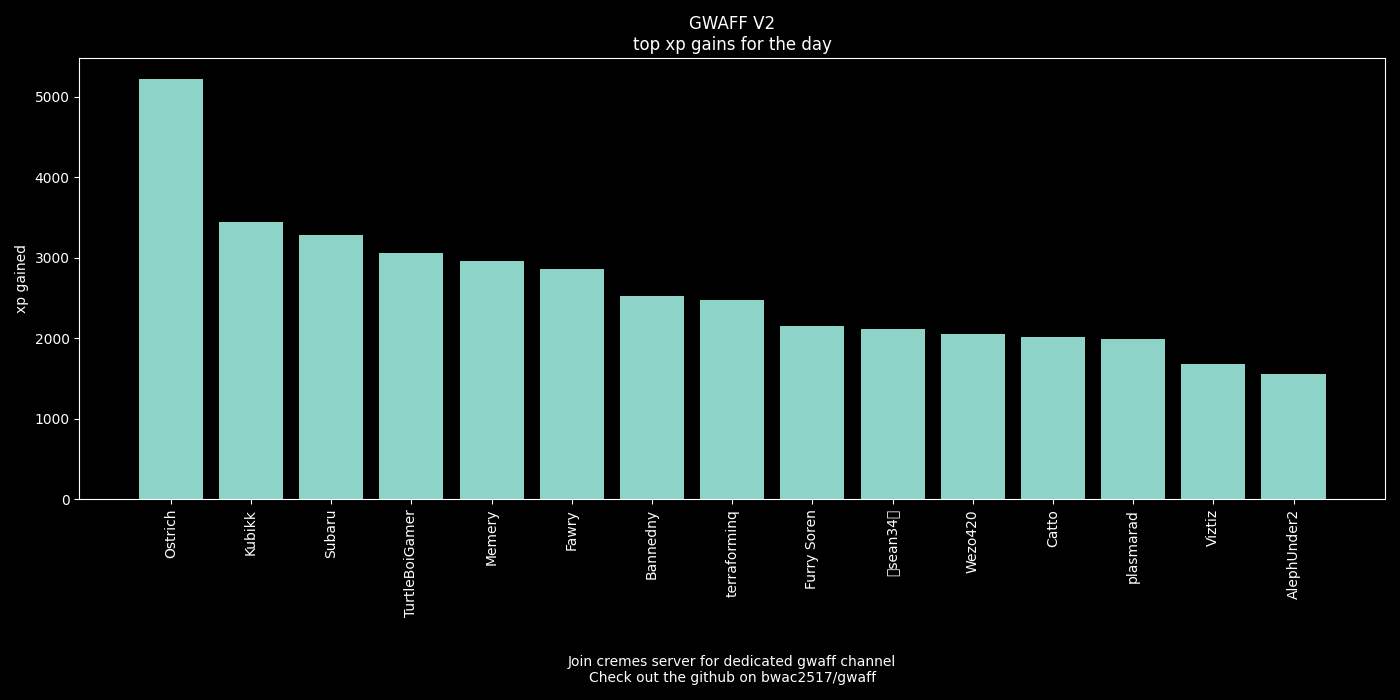 GWAFF V2
top xp gains for the day
xp gained
5000
4000
3000
2000
1000
0
Ostrich
Kubikk
Subaru
TurtleBoiGamer
Memery
Fawry
Bannedny
terraforminq
Furry Soren
▯sean34▯
Wezo420
Catto
plasmarad
Viztiz
AlephUnder2
Join cremes server for dedicated gwaff channel
Check out the github on bwac2517/gwaff